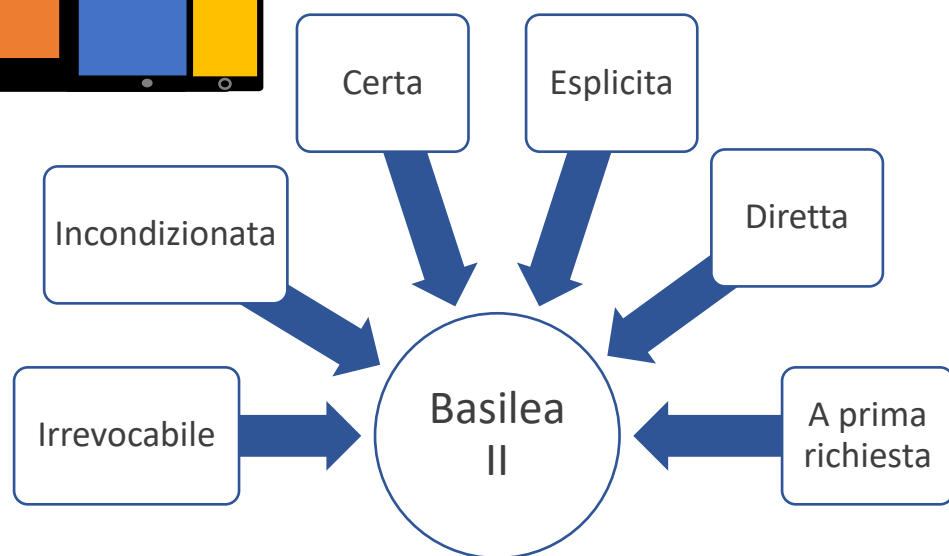 Certa
Esplicita
Incondizionata
Diretta
Irrevocabile
Basilea
II
A prima
richiesta